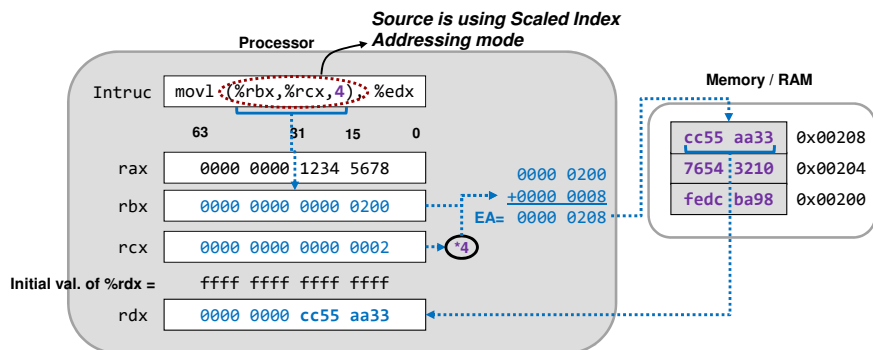 Source is using Scaled Index
Addressing mode
Processor
Intruc movl (%rbx,%rcx,4), %edx
Memory / RAM
63 31 15 0
cc55 aa33 0x00208
rax 0000 0000 1234 5678
7654 3210 0x00204
0000 0200
rbx 0000 0000 0000 0200
+0000 0008
fedc ba98 0x00200
EA= 0000 0208
rcx 0000 0000 0000 0002
*4
Initial val. of %rdx = ffff ffff ffff ffff
rdx 0000 0000 cc55 aa33